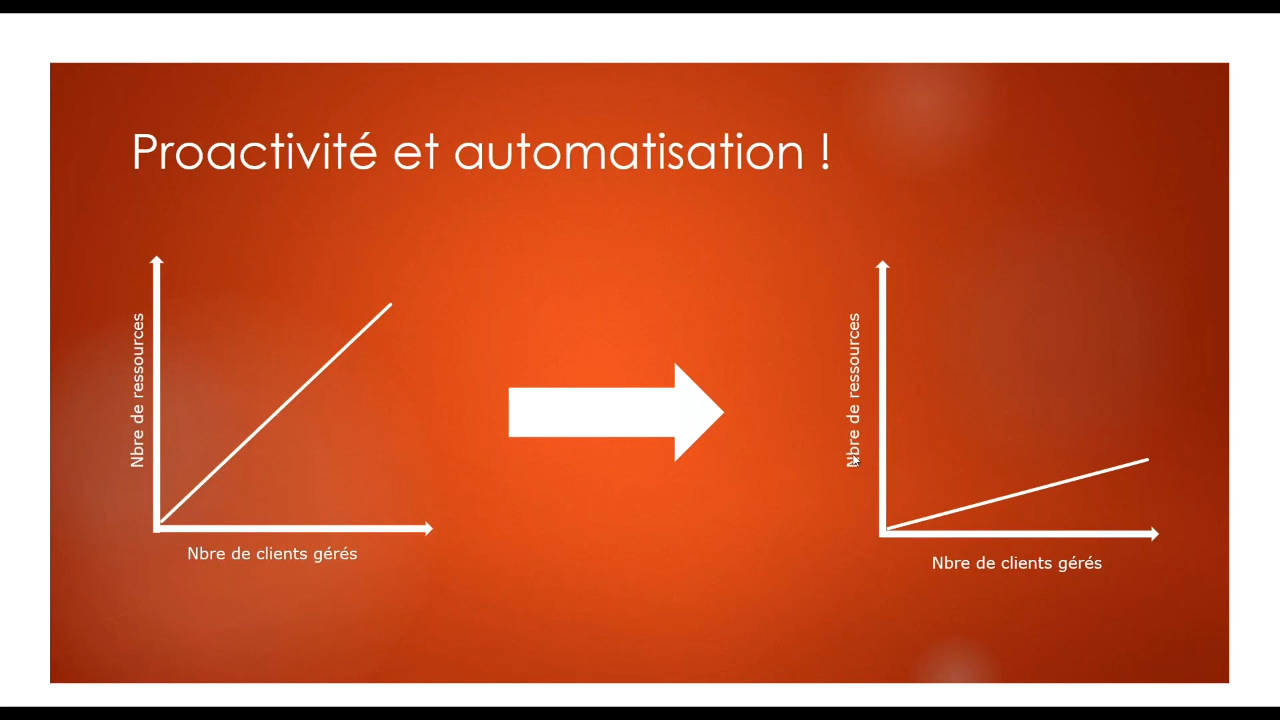 Proactivité et automatisation !
Nbre de ressources
Nbre de clients gérés
Nbre de ressources
Nbre de clients gérés